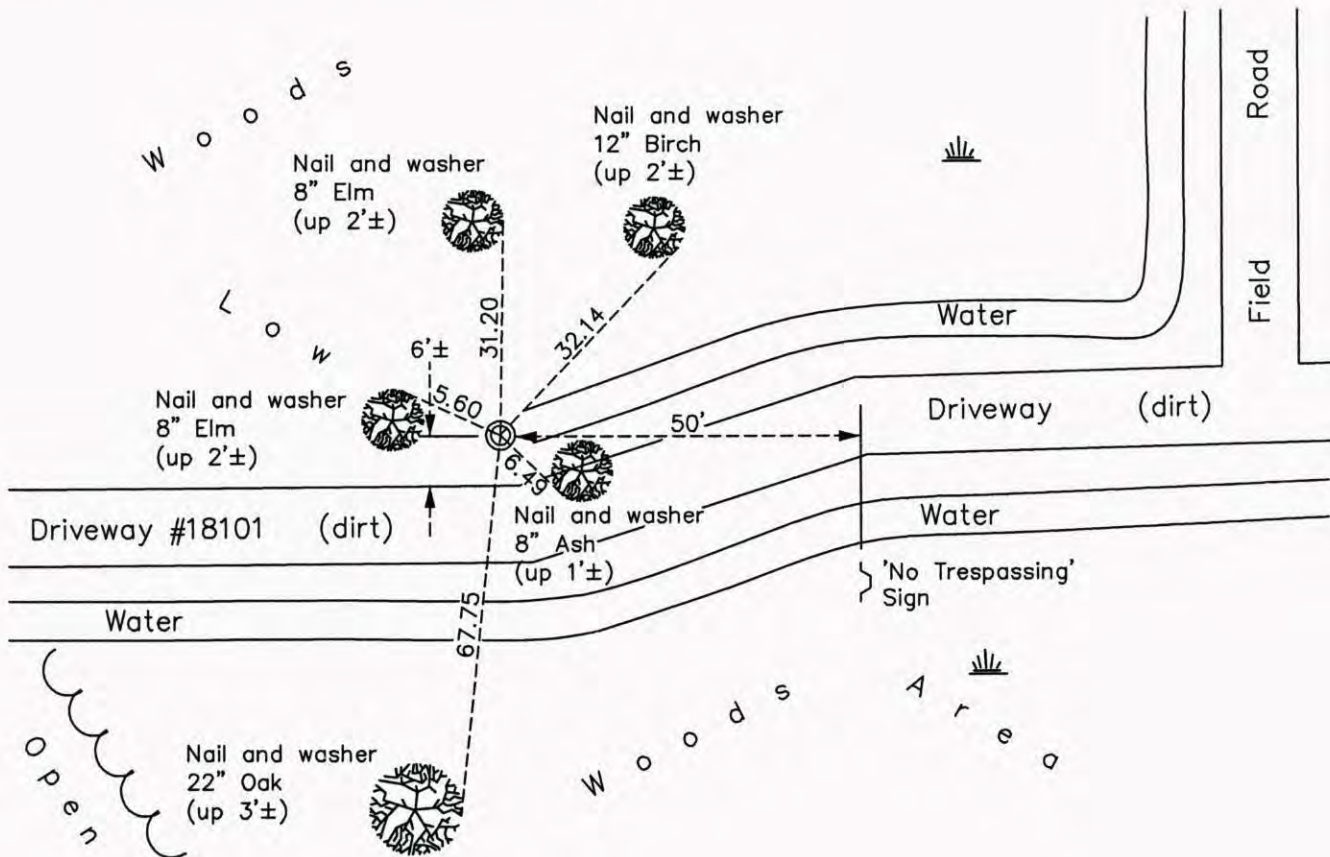 Woods
Nail and washer
12" Birch
(up 2'±)
Nail and washer
8" Elm
(up 2'±)
Road
Field
Low
6'±
31.20
32.14
Water
Nail and washer
8" Elm
(up 2'±)
5.60
50'
Driveway (dirt)
6.49
Driveway #18101 (dirt)
Nail and washer
8" Ash
(up 1'±)
Water
'No Trespassing'
Sign
Water
67.75
Woods
Area
Open
Nail and washer
22" Oak
(up 3'±)